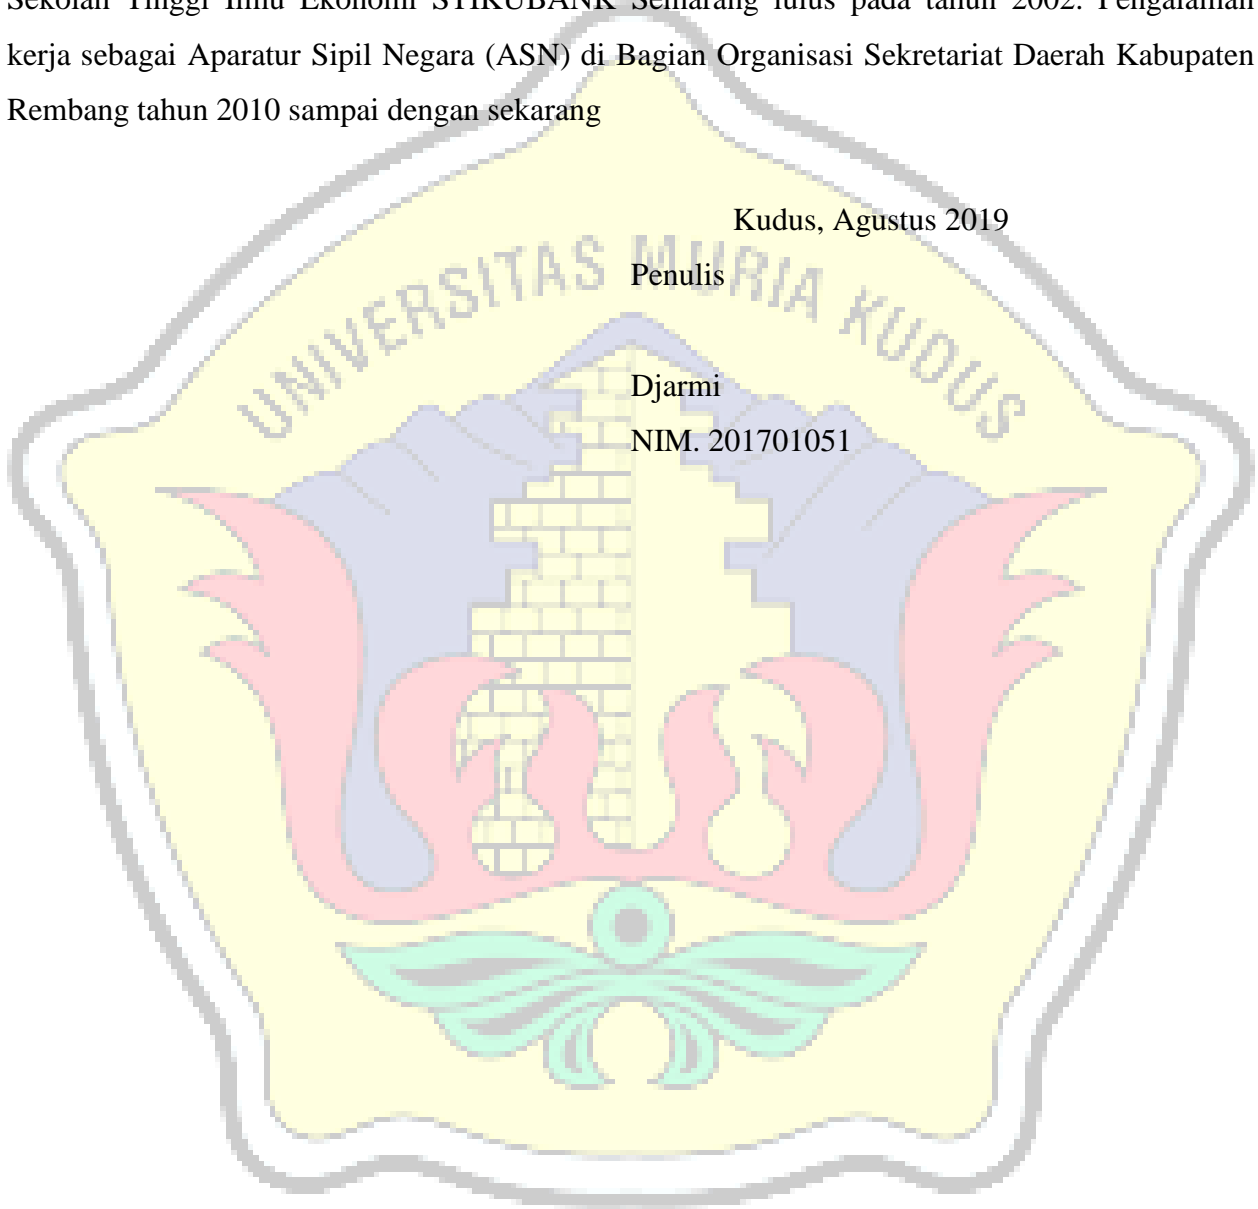 Sekolah Tinggi Ilmu Ekonomi STIKUBANK Semarang lulus pada tahun 2002. Pengalaman
kerja sebagai Aparatur Sipil Negara (ASN) di Bagian Organisasi Sekretariat Daerah Kabupaten
Rembang tahun 2010 sampai dengan sekarang
Kudus, Agustus 2019
UNIVERSITAS MURIA KUDUS
Penulis
Djarmi
NIM. 201701051